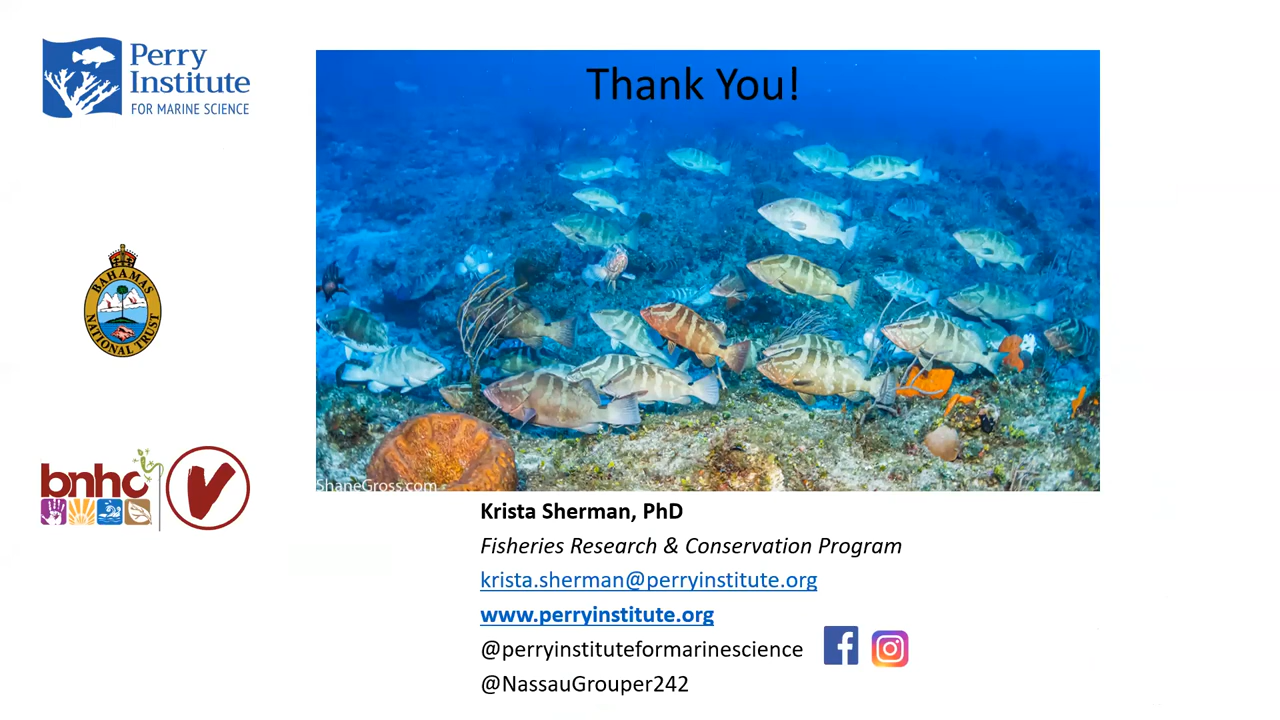 Perry
Institute
FOR MARINE SCIENCE
Thank You!
BAHAMAS
NATIONAL TRUST
bnhc
ShaneGross.com
Krista Sherman, PhD
Fisheries Research & Conservation Program
krista.sherman@perryinstitute.org
www.perryinstitute.org
@perryinstituteformarinescience
@NassauGrouper242